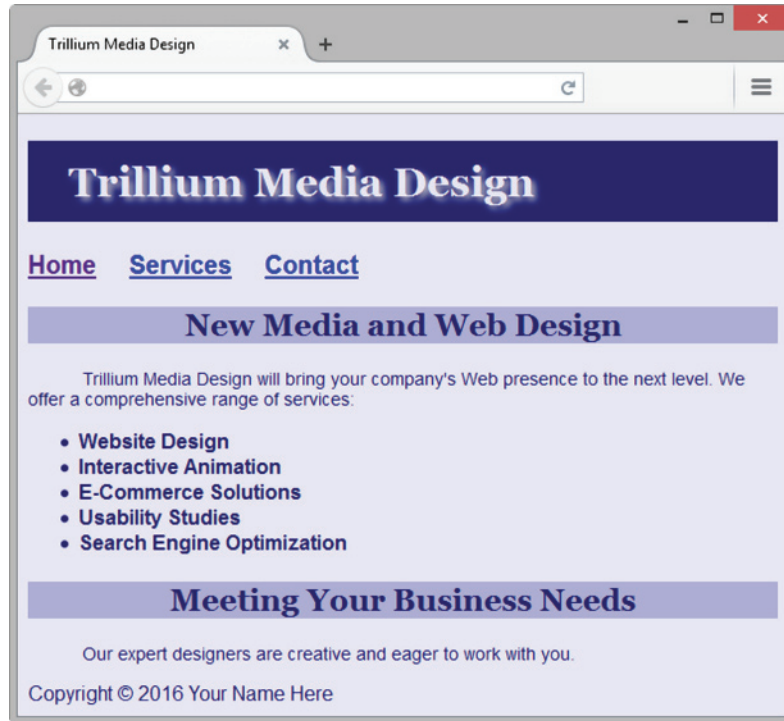 Trillium Media Design
Trillium Media Design
Home Services Contact
New Media and Web Design
Trillium Media Design will bring your company's Web presence to the next level. We
offer a comprehensive range of services:
• Website Design
• Interactive Animation
• E-Commerce Solutions
• Usability Studies
• Search Engine Optimization
Meeting Your Business Needs
Our expert designers are creative and eager to work with you.
Copyright © 2016 Your Name Here